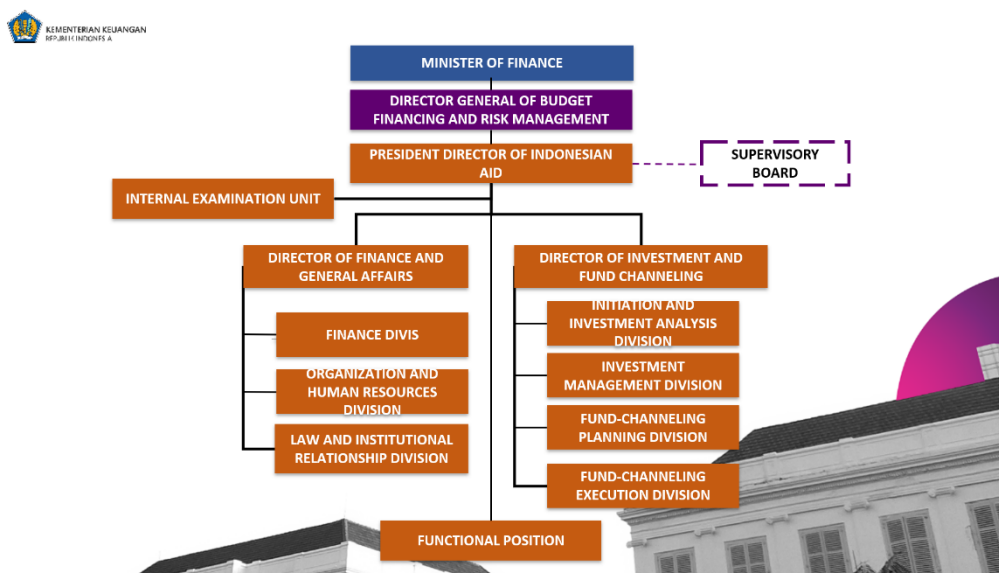 KEMENTERIAN KEUANGAN
REPUBLIK INDONESIA
MINISTER OF FINANCE
DIRECTOR GENERAL OF BUDGET
FINANCING AND RISK MANAGEMENT
PRESIDENT DIRECTOR OF INDONESIAN
AID
SUPERVISORY
BOARD
INTERNAL EXAMINATION UNIT
DIRECTOR OF FINANCE AND
GENERAL AFFAIRS
FINANCE DIVIS
ORGANIZATION AND
HUMAN RESOURCES
DIVISION
LAW AND INSTITUTIONAL
RELATIONSHIP DIVISION
DIRECTOR OF INVESTMENT AND
FUND CHANNELING
INITIATION AND
INVESTMENT ANALYSIS
DIVISION
INVESTMENT
MANAGEMENT DIVISION
FUND-CHANNELING
PLANNING DIVISION
FUND-CHANNELING
EXECUTION DIVISION
FUNCTIONAL POSITION